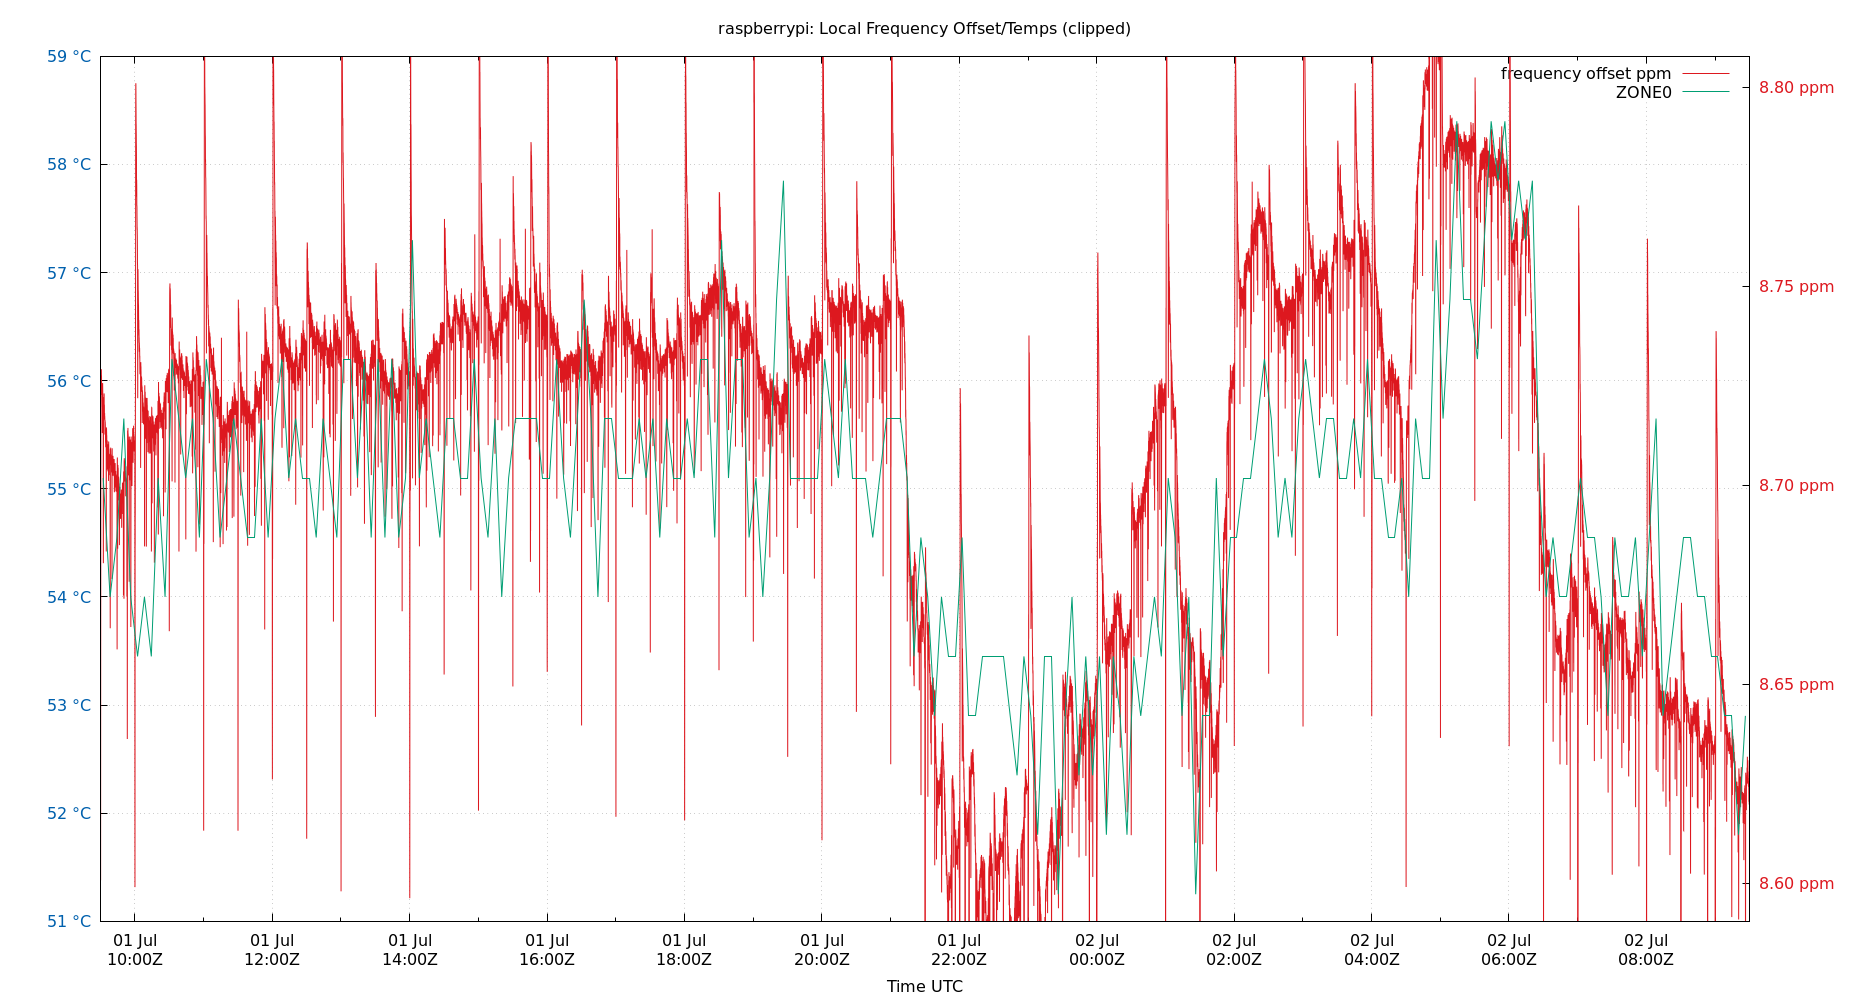 raspberrypi: Local Frequency Offset/Temps (clipped)
frequency offset ppm
ZONE0
59 °C
58 °C
57 °C
56 °C
55 °C
54 °C
53 °C
52 °C
51 °C
8.80 ppm
8.75 ppm
8.70 ppm
8.65 ppm
8.60 ppm
01 Jul 01 Jul 01 Jul 01 Jul 01 Jul 01 Jul 01 Jul 02 Jul 02 Jul 02 Jul 02 Jul 02 Jul
10:00Z 12:00Z 14:00Z 16:00Z 18:00Z 20:00Z 22:00Z 00:00Z 02:00Z 04:00Z 06:00Z 08:00Z
Time UTC